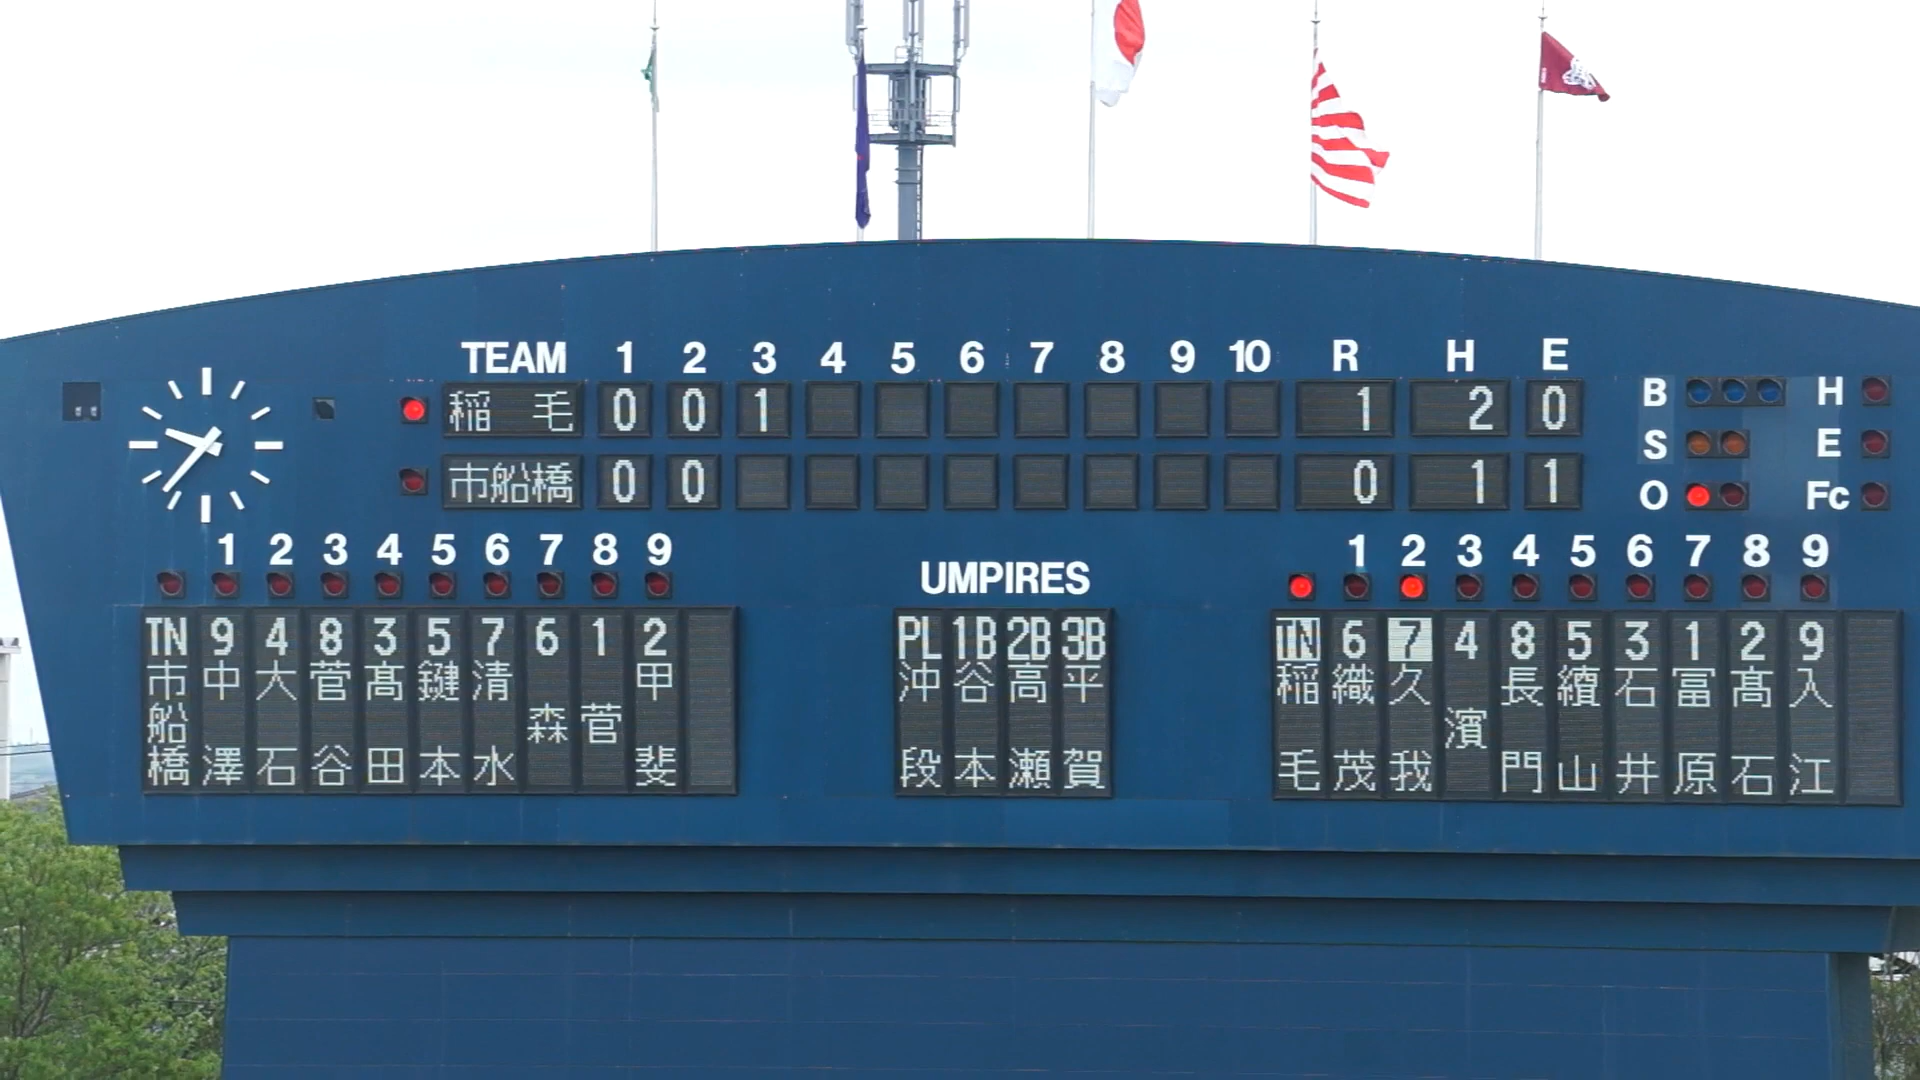 TEAM 1 2 3 4 5 6 7 8 9 10 R H E
稲毛 0 0 1 1 2 0
市船橋 0 0 0 1 1
B H
S E
O Fc
1 2 3 4 5 6 7 8 9
TN 9 4 8 3 5 7 6 1 2
市船橋
中澤
大石
菅谷
髙田
鍵本
清水
森
菅
甲斐
UMPIRES
PL 1B 2B 3B
沖段
谷本
高瀬
平賀
1 2 3 4 5 6 7 8 9
TN 6 7 4 8 5 3 1 2 9
稲毛
織茂
久我
濱
長門
續山
石井
冨原
髙石
入江